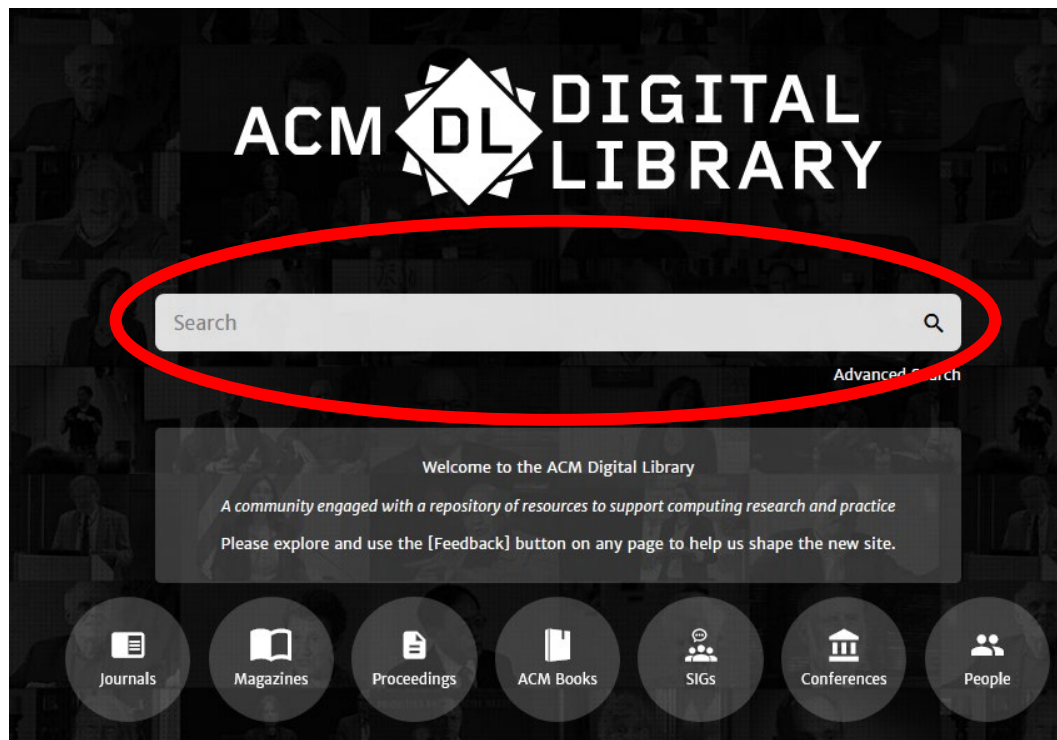 ACM DL DIGITAL LIBRARY
Search
Advanced Search
Welcome to the ACM Digital Library
A community engaged with a repository of resources to support computing research and practice
Please explore and use the [Feedback] button on any page to help us shape the new site.
Journals Magazines Proceedings ACM Books SIGs Conferences People